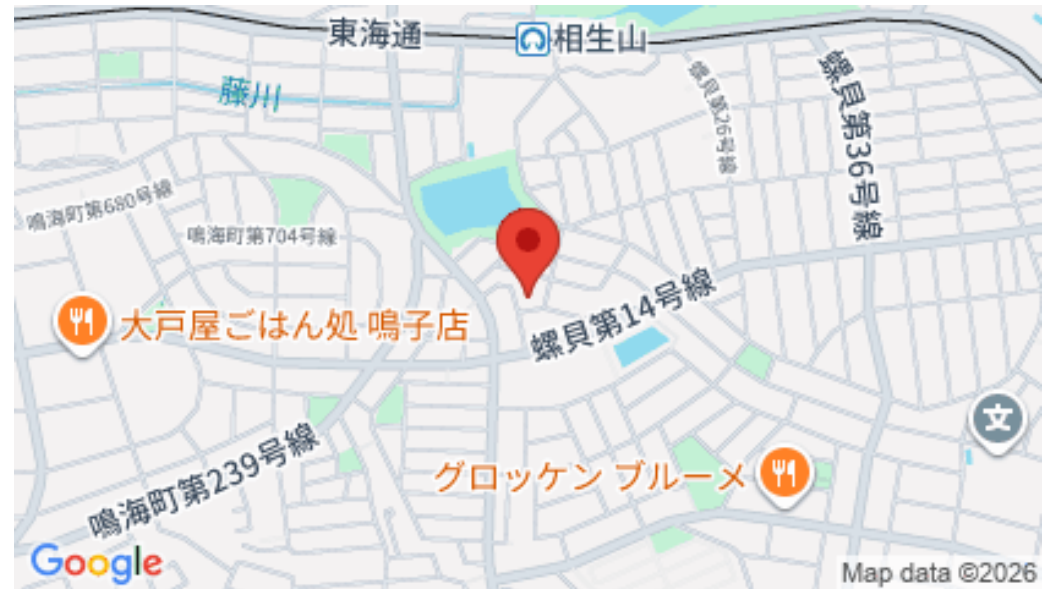 東海通
相生山
藤川
螺貝第26号線
螺貝第36号線
鳴海町第680号線
鳴海町第704号線
大戸屋ごはん処 鳴子店
螺貝第14号線
鳴海町第239号線
グロッケン ブルーメ
文
Google
Map data ©2026